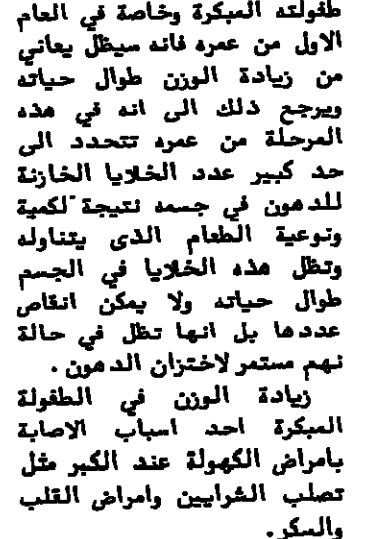 طفولته المبكرة وخاصة في العام
الاول من عمره فانه سيظل يعاني
من زيادة الوزن طوال حياته
ويرجع ذلك الى انه في هذه
المرحلة من عمره تتحدد الى
حد كبير عدد الخلايا الخازنة
للدهون في جسمه نتيجة لكمية
ونوعية الطعام الذى يتناوله
وتظل هذه الخلايا في الجسم
طوال حياته ولا يمكن انقاص
عددها بل انها تظل في حالة
نهم مستمر لاختزان الدهون .
زيادة الوزن في الطفولة
المبكرة احد اسباب الاصابة
بامراض الكهولة عند الكبر مثل
تصلب الشرايين وامراض القلب
والسكر .